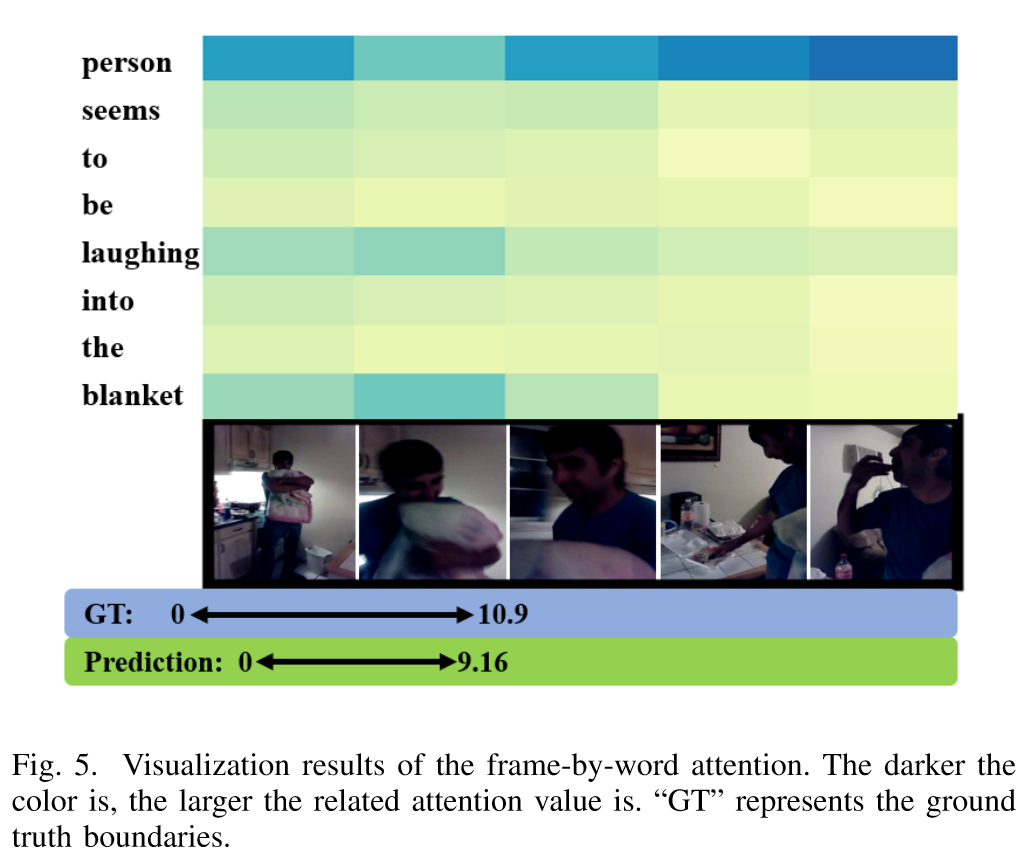 person
seems
to
be
laughing
into
the
blanket
GT: 0 10.9
Prediction: 0 9.16
Fig. 5. Visualization results of the frame-by-word attention. The darker the
color is, the larger the related attention value is. “GT” represents the ground
truth boundaries.